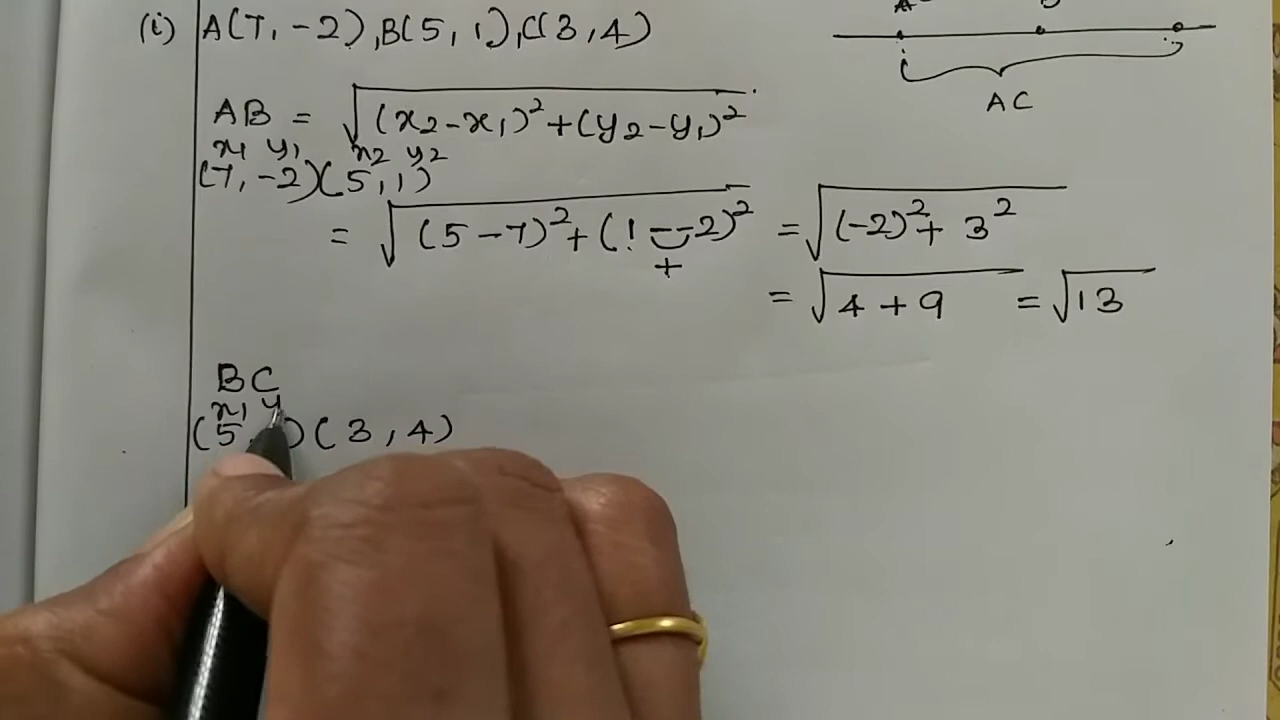 (i) A(7, -2), B(5, 1), C(3, 4)
AC
AB = √(x2-x1)²+(y2-y1)²
x1 y1 x2 y2
(7, -2)(5, 1)
= √(5-7)²+(1--2)² = √(-2)²+3²
+
= √4+9 = √13
BC
x1 y
(5, )(3, 4)